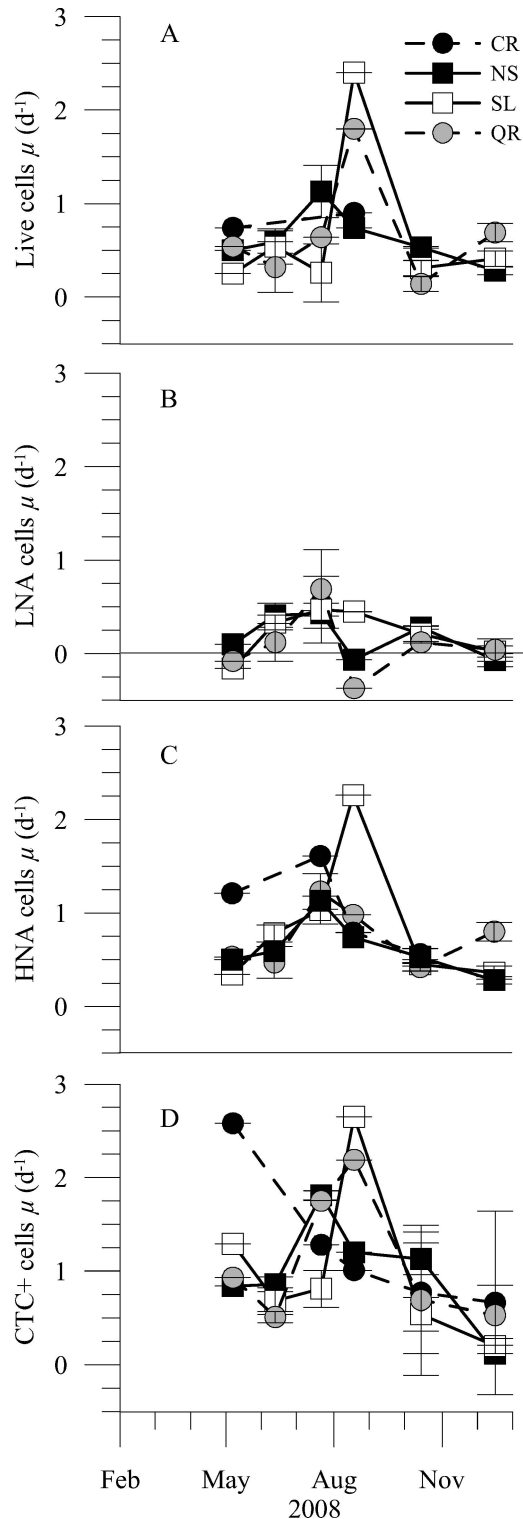 3
A
CR
NS
2
SL
QR
1
0
Live cells μ (d⁻¹)
3
B
2
1
0
LNA cells μ (d⁻¹)
3
C
2
1
0
HNA cells μ (d⁻¹)
3
D
2
1
0
CTC+ cells μ (d⁻¹)
Feb May Aug Nov
2008